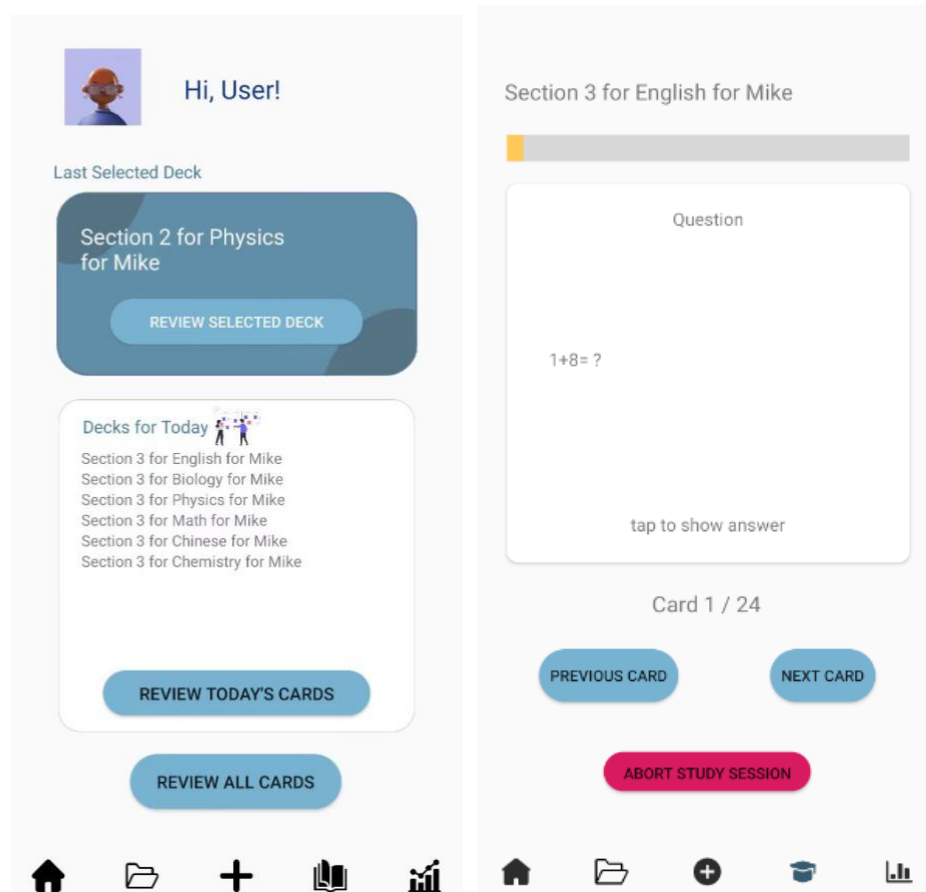 Hi, User!
Last Selected Deck
Section 2 for Physics
for Mike
REVIEW SELECTED DECK
Decks for Today
Section 3 for English for Mike
Section 3 for Biology for Mike
Section 3 for Physics for Mike
Section 3 for Math for Mike
Section 3 for Chinese for Mike
Section 3 for Chemistry for Mike
REVIEW TODAY'S CARDS
REVIEW ALL CARDS
Section 3 for English for Mike
Question
1+8= ?
tap to show answer
Card 1 / 24
PREVIOUS CARD
NEXT CARD
ABORT STUDY SESSION